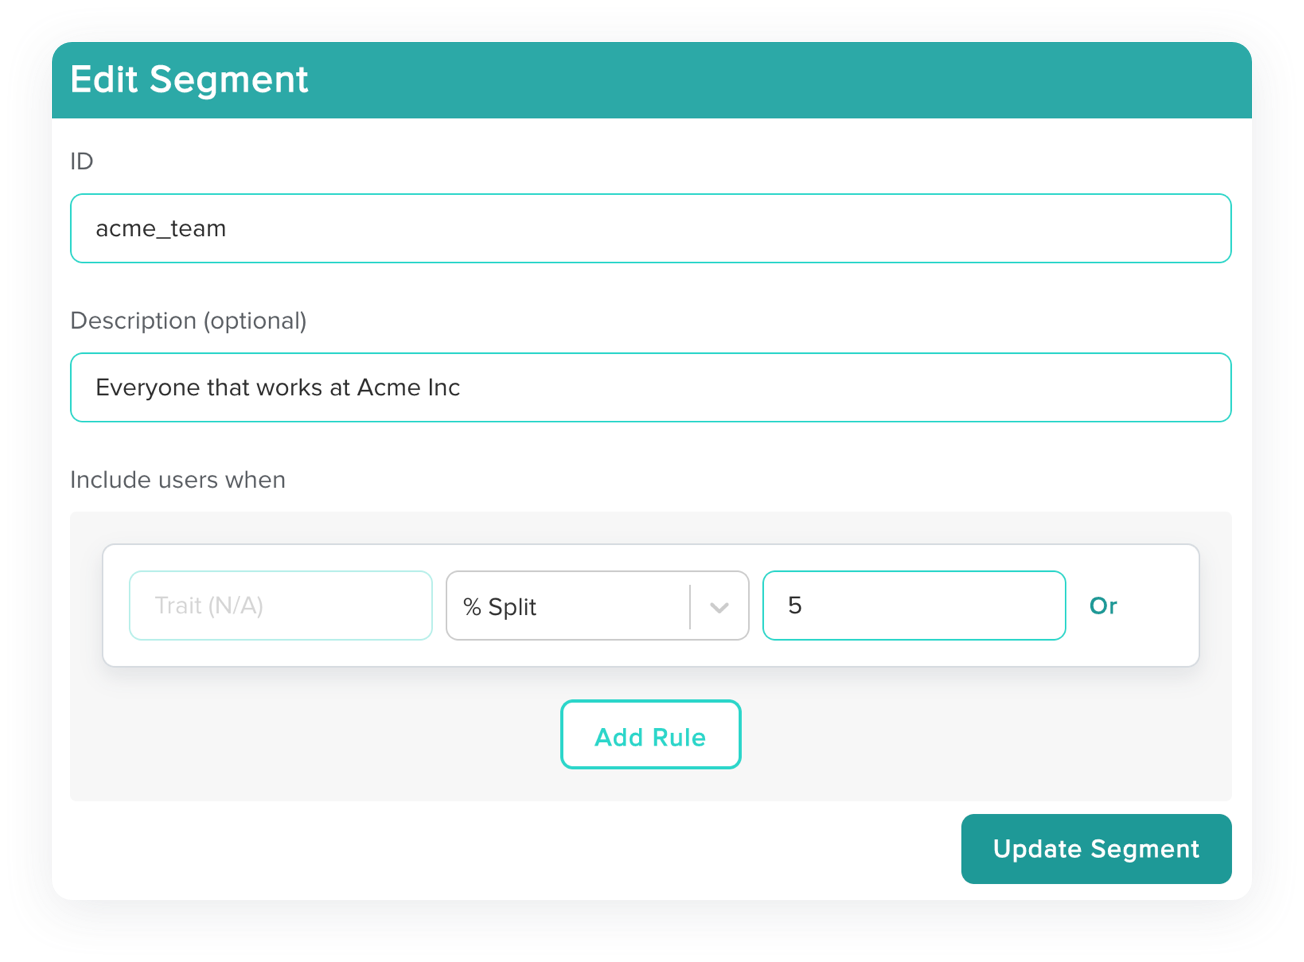 Edit Segment
ID
acme_team
Description (optional)
Everyone that works at Acme Inc
Include users when
Trait (N/A) % Split 5 Or
Add Rule
Update Segment